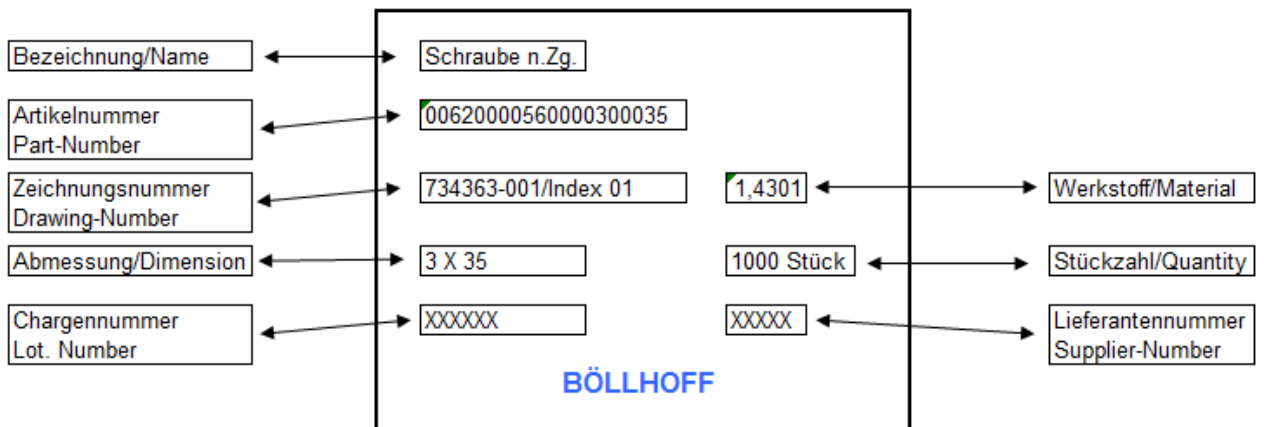 Bezeichnung/Name
Schraube n.Zg.
Artikelnummer
Part-Number
00620000560000300035
Zeichnungsnummer
Drawing-Number
734363-001/Index 01
1,4301
Werkstoff/Material
Abmessung/Dimension
3 X 35
1000 Stück
Stückzahl/Quantity
Chargennummer
Lot. Number
XXXXXX
XXXXX
Lieferantennummer
Supplier-Number
BÖLLHOFF